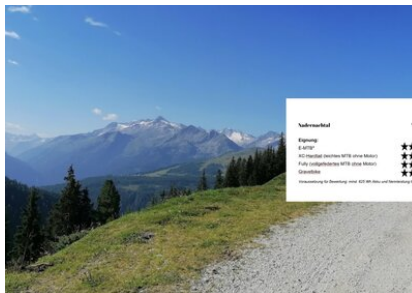 Nadernachtal
Eignung:
E-MTB*
XC-Hardtail (leichtes MTB ohne Motor)
Fully (vollgefedertes MTB ohne Motor)
Gravelbike